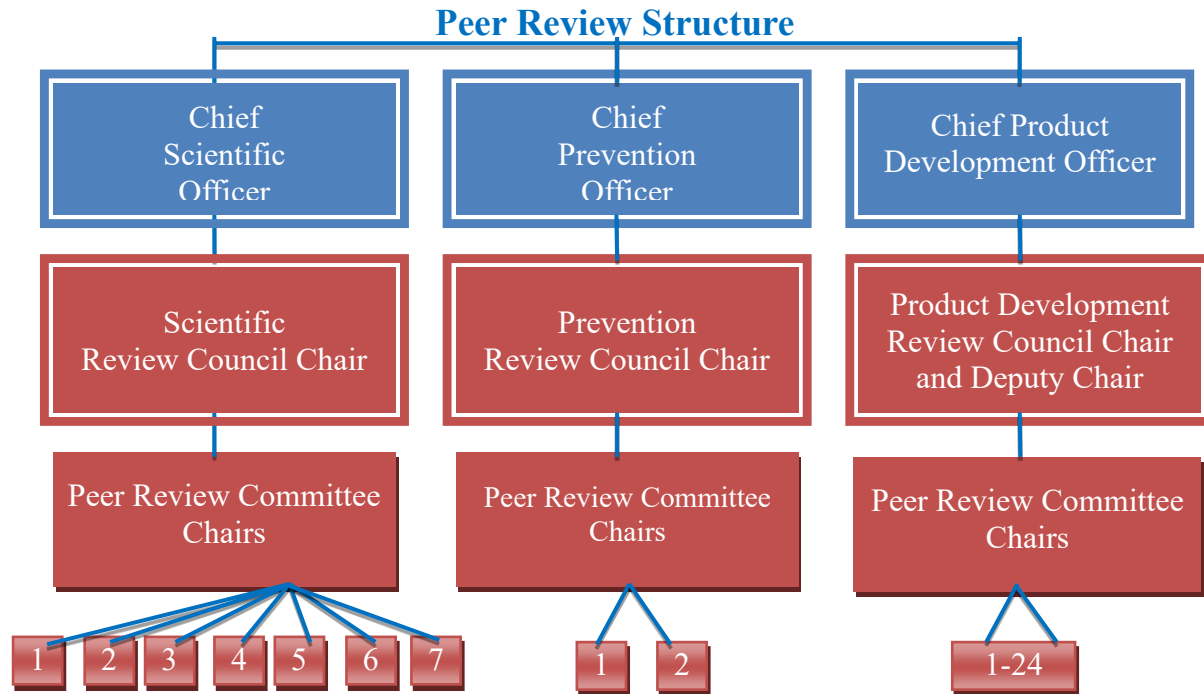 Peer Review Structure
Chief
Scientific
Officer
Chief
Prevention
Officer
Chief Product
Development Officer
Scientific
Review Council Chair
Prevention
Review Council Chair
Product Development
Review Council Chair
and Deputy Chair
Peer Review Committee
Chairs
Peer Review Committee
Chairs
Peer Review Committee
Chairs
1 2 3 4 5 6 7
1 2
1-24